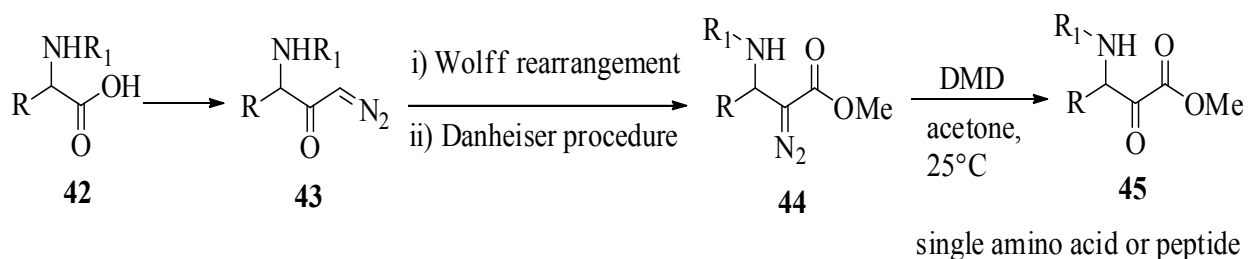 NHR₁
R
OH
O
42
NHR₁
R
N₂
O
43
i) Wolff rearrangement
ii) Danheiser procedure
R₁
NH
O
R
OMe
N₂
44
DMD
acetone,
25°C
R₁
NH
O
R
OMe
O
45
single amino acid or peptide